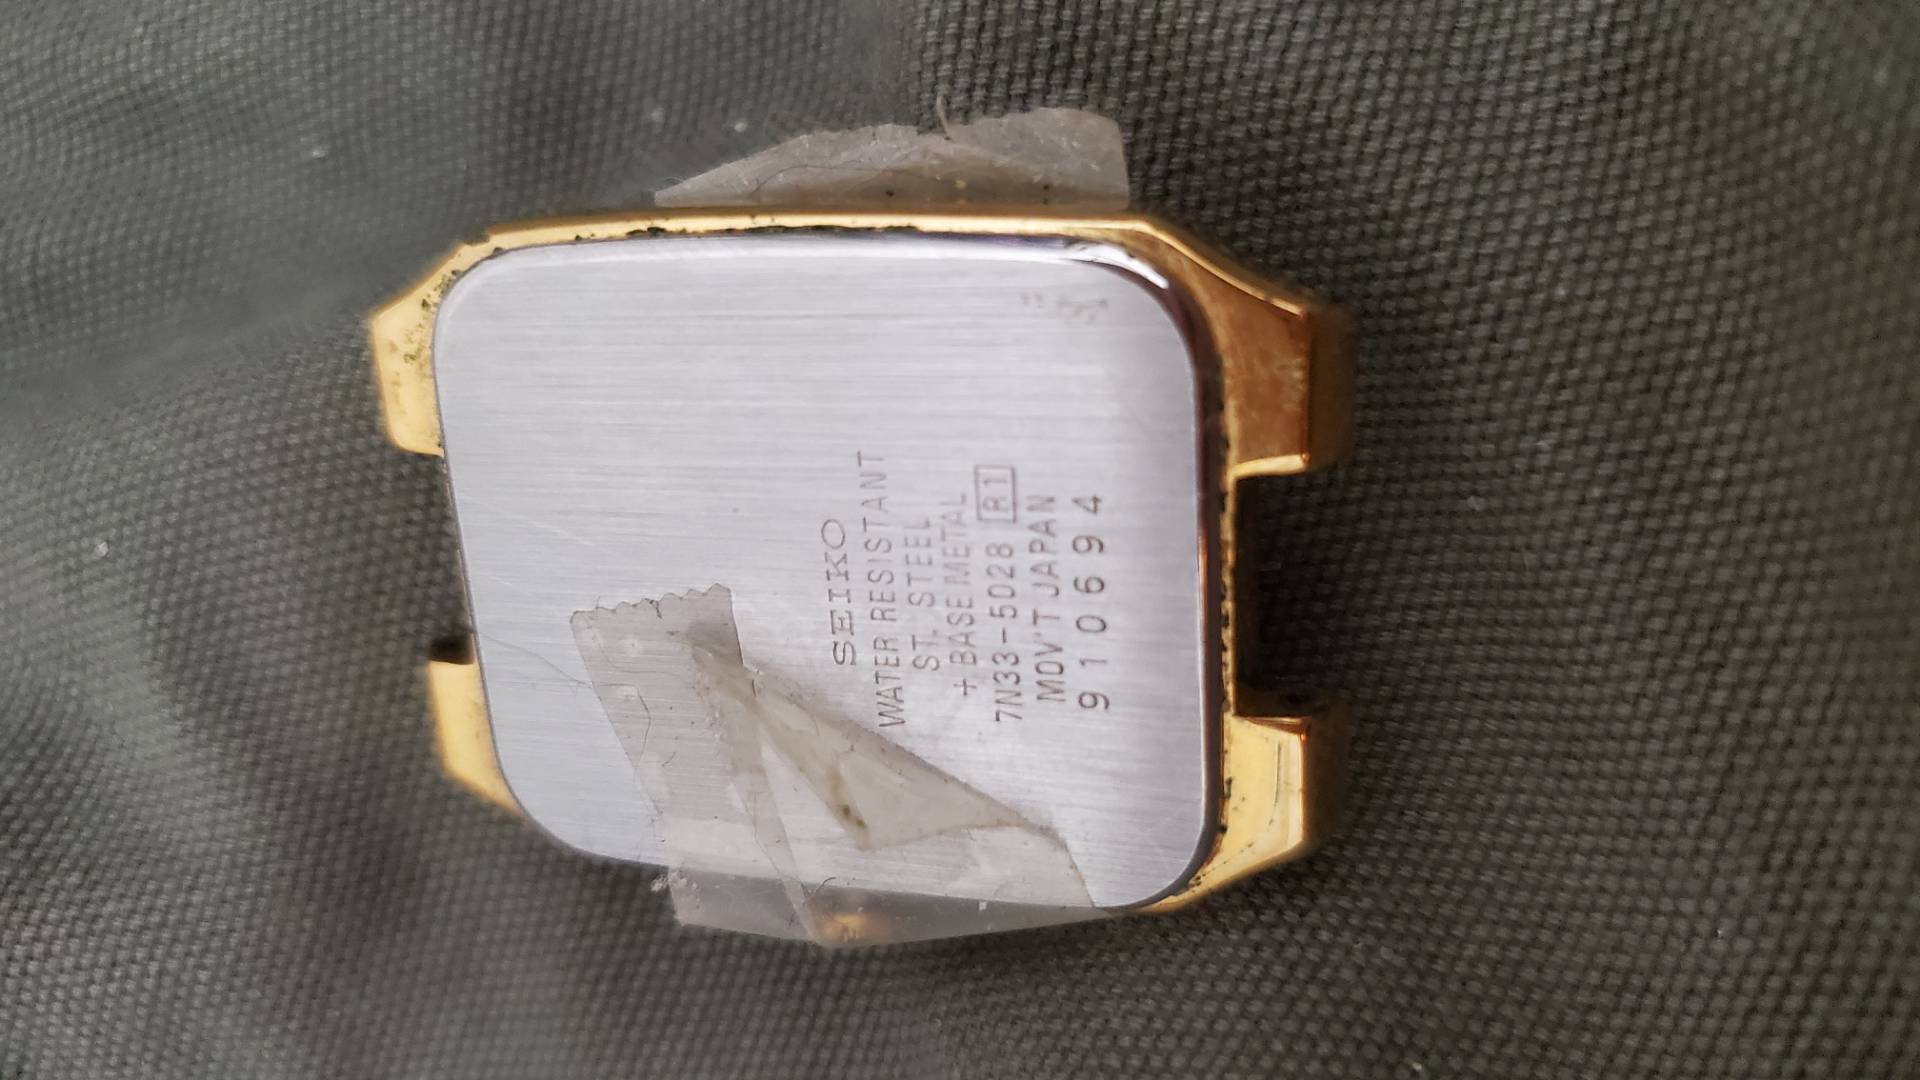 SEIKO
WATER RESISTANT
ST. STEEL
+ BASE METAL
7N33-5028 R1
MOV'T JAPAN
910694